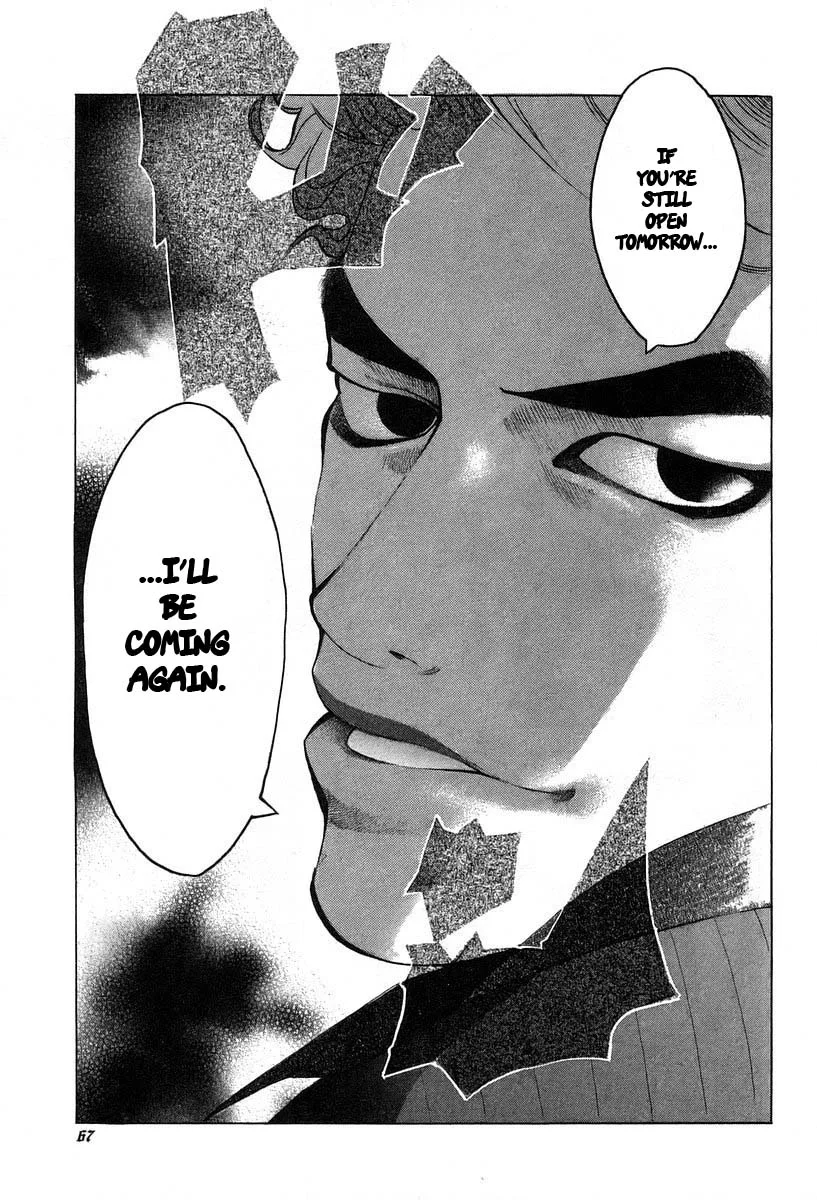 IF
YOU'RE
STILL
OPEN
TOMORROW...
...I'LL
BE
COMING
AGAIN.
67